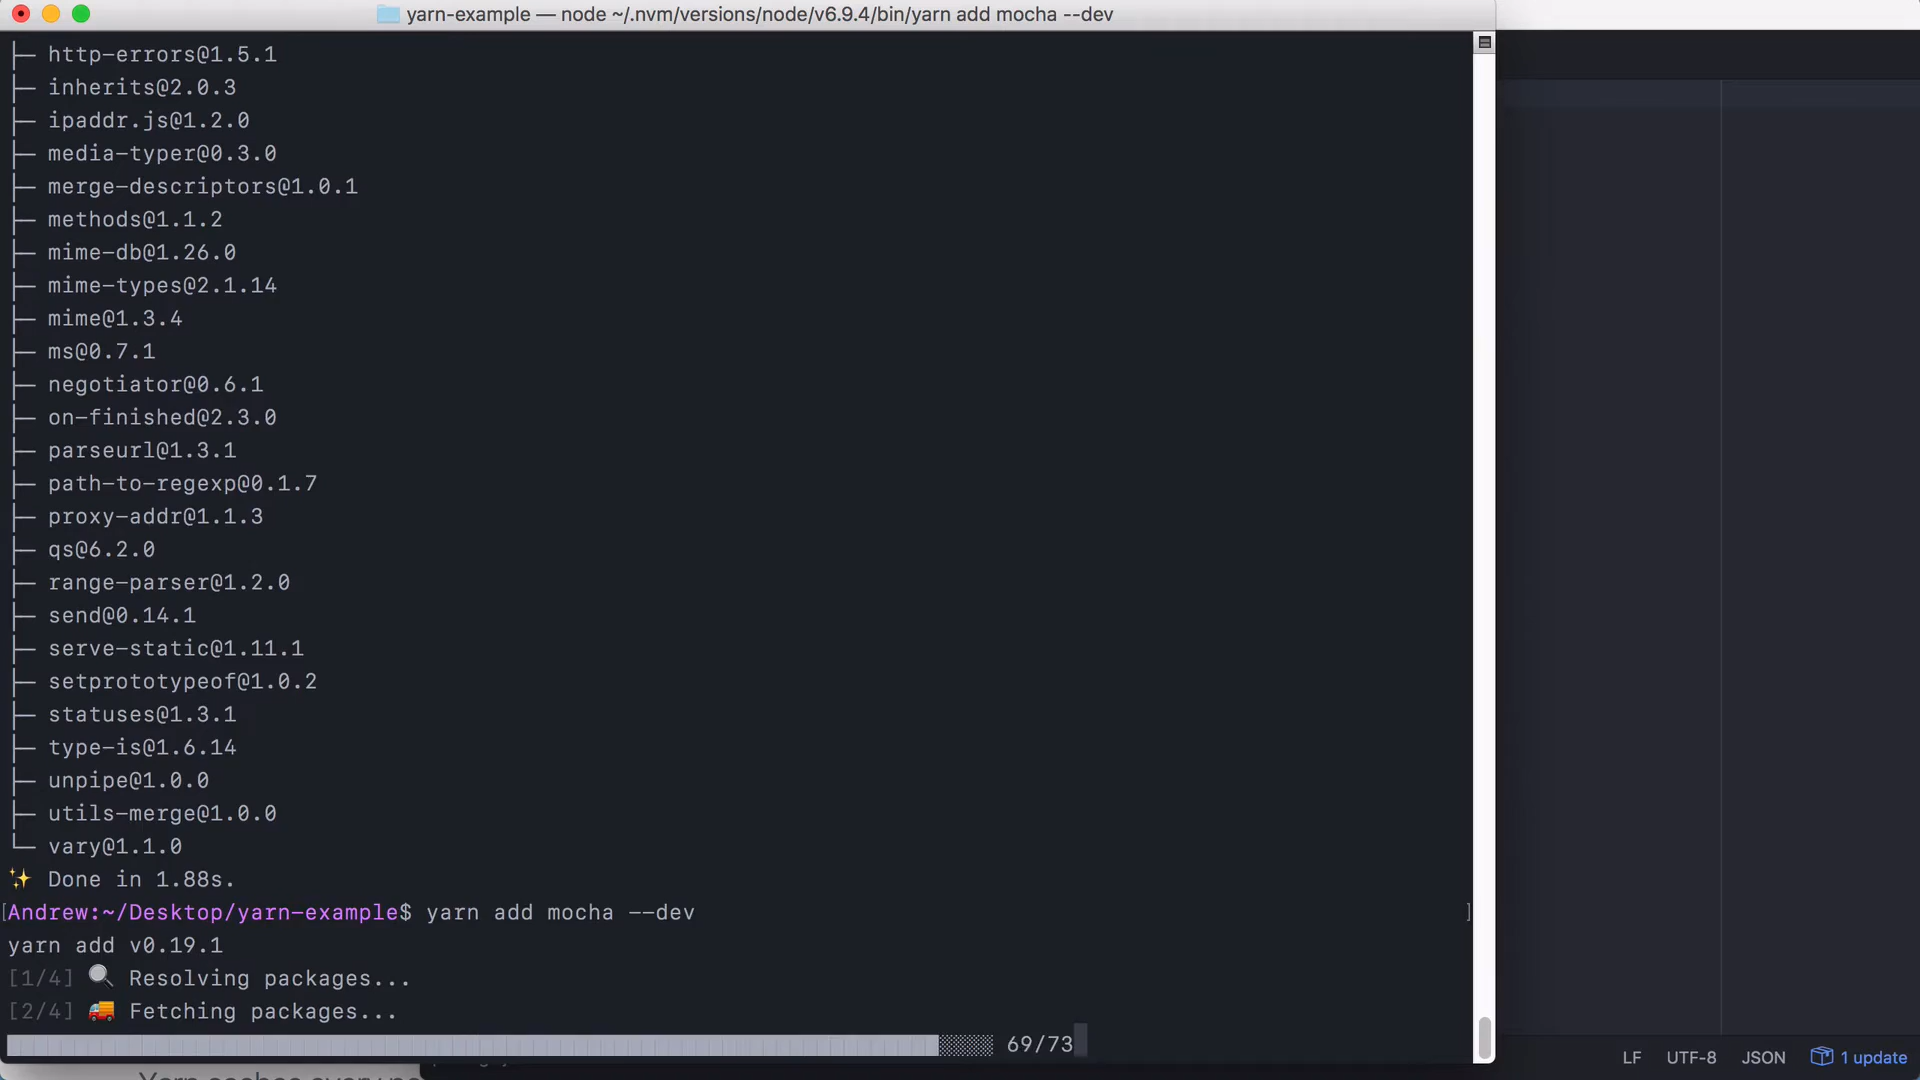 yarn-example — node ~/.nvm/versions/node/v6.9.4/bin/yarn add mocha --dev
├─ http-errors@1.5.1
├─ inherits@2.0.3
├─ ipaddr.js@1.2.0
├─ media-typer@0.3.0
├─ merge-descriptors@1.0.1
├─ methods@1.1.2
├─ mime-db@1.26.0
├─ mime-types@2.1.14
├─ mime@1.3.4
├─ ms@0.7.1
├─ negotiator@0.6.1
├─ on-finished@2.3.0
├─ parseurl@1.3.1
├─ path-to-regexp@0.1.7
├─ proxy-addr@1.1.3
├─ qs@6.2.0
├─ range-parser@1.2.0
├─ send@0.14.1
├─ serve-static@1.11.1
├─ setprototypeof@1.0.2
├─ statuses@1.3.1
├─ type-is@1.6.14
├─ unpipe@1.0.0
├─ utils-merge@1.0.0
└─ vary@1.1.0
✨ Done in 1.88s.
[Andrew:~/Desktop/yarn-example$ yarn add mocha --dev ]
yarn add v0.19.1
[1/4] 🔍 Resolving packages...
[2/4] 🚚 Fetching packages...
69/73
LF UTF-8 JSON 1 update